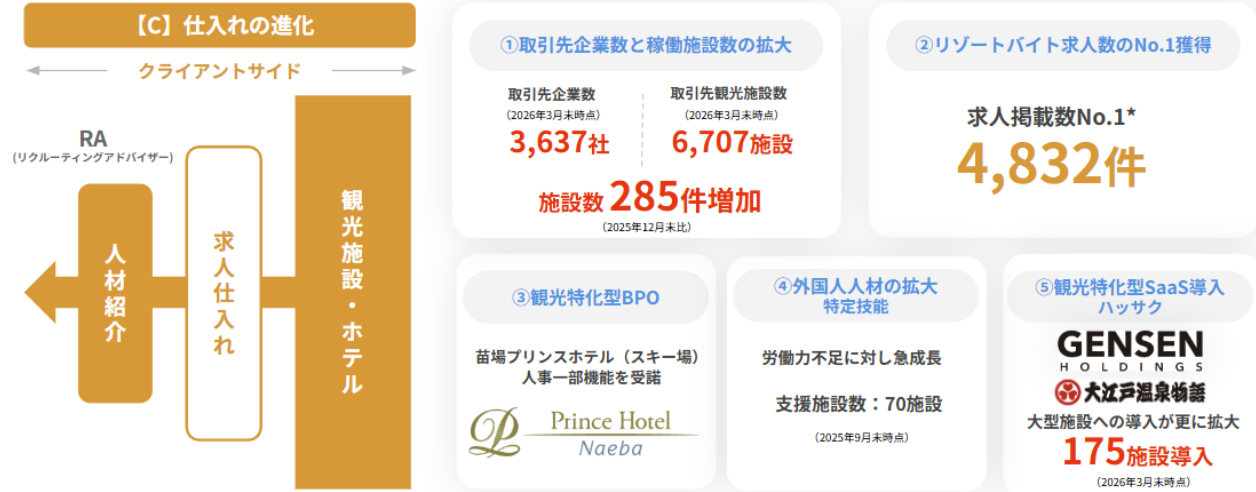 【C】仕入れの進化
クライアントサイド
RA
(リクルーティングアドバイザー)
人材紹介
求人仕入れ
観光施設・ホテル
①取引先企業数と稼働施設数の拡大
取引先企業数
(2026年3月末時点)
3,637社
取引先観光施設数
(2026年3月末時点)
6,707施設
施設数 285件増加
(2025年12月末比)
②リゾートバイト求人数のNo.1獲得
求人掲載数No.1*
4,832件
③観光特化型BPO
苗場プリンスホテル（スキー場）
人事一部機能を受諾
P
Prince Hotel
Naeba
④外国人人材の拡大
特定技能
労働力不足に対し急成長
支援施設数：70施設
(2025年9月末時点)
⑤観光特化型SaaS導入
ハッサク
GENSEN
HOLDINGS
大江戸温泉物語
大型施設への導入が更に拡大
175施設導入
(2026年3月末時点)